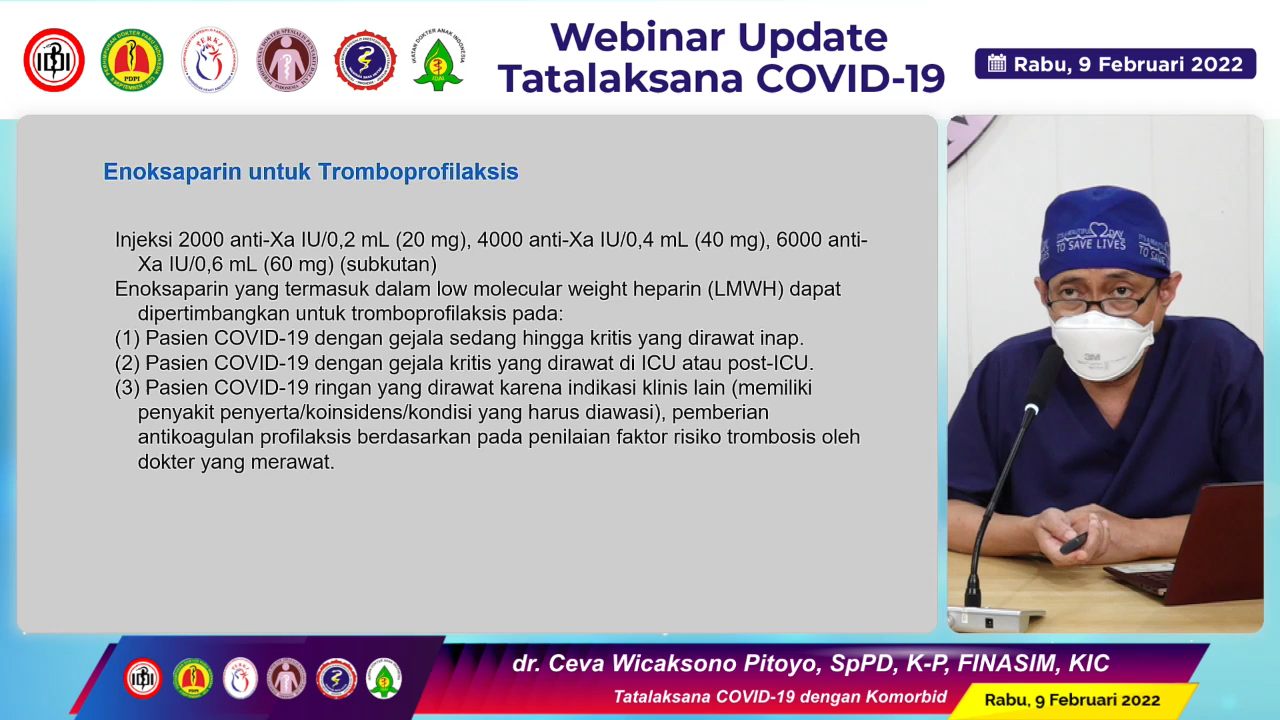 Webinar Update
Tatalaksana COVID-19
Rabu, 9 Februari 2022
IDI
PDPI
PERKI
IDAI
Enoksaparin untuk Tromboprofilaksis
Injeksi 2000 anti-Xa IU/0,2 mL (20 mg), 4000 anti-Xa IU/0,4 mL (40 mg), 6000 anti-
Xa IU/0,6 mL (60 mg) (subkutan)
Enoksaparin yang termasuk dalam low molecular weight heparin (LMWH) dapat
dipertimbangkan untuk tromboprofilaksis pada:
(1) Pasien COVID-19 dengan gejala sedang hingga kritis yang dirawat inap.
(2) Pasien COVID-19 dengan gejala kritis yang dirawat di ICU atau post-ICU.
(3) Pasien COVID-19 ringan yang dirawat karena indikasi klinis lain (memiliki
penyakit penyerta/koinsidens/kondisi yang harus diawasi), pemberian
antikoagulan profilaksis berdasarkan pada penilaian faktor risiko trombosis oleh
dokter yang merawat.
TO SAVE LIVES
3M
dr. Ceva Wicaksono Pitoyo, SpPD, K-P, FINASIM, KIC
Tatalaksana COVID-19 dengan Komorbid
Rabu, 9 Februari 2022